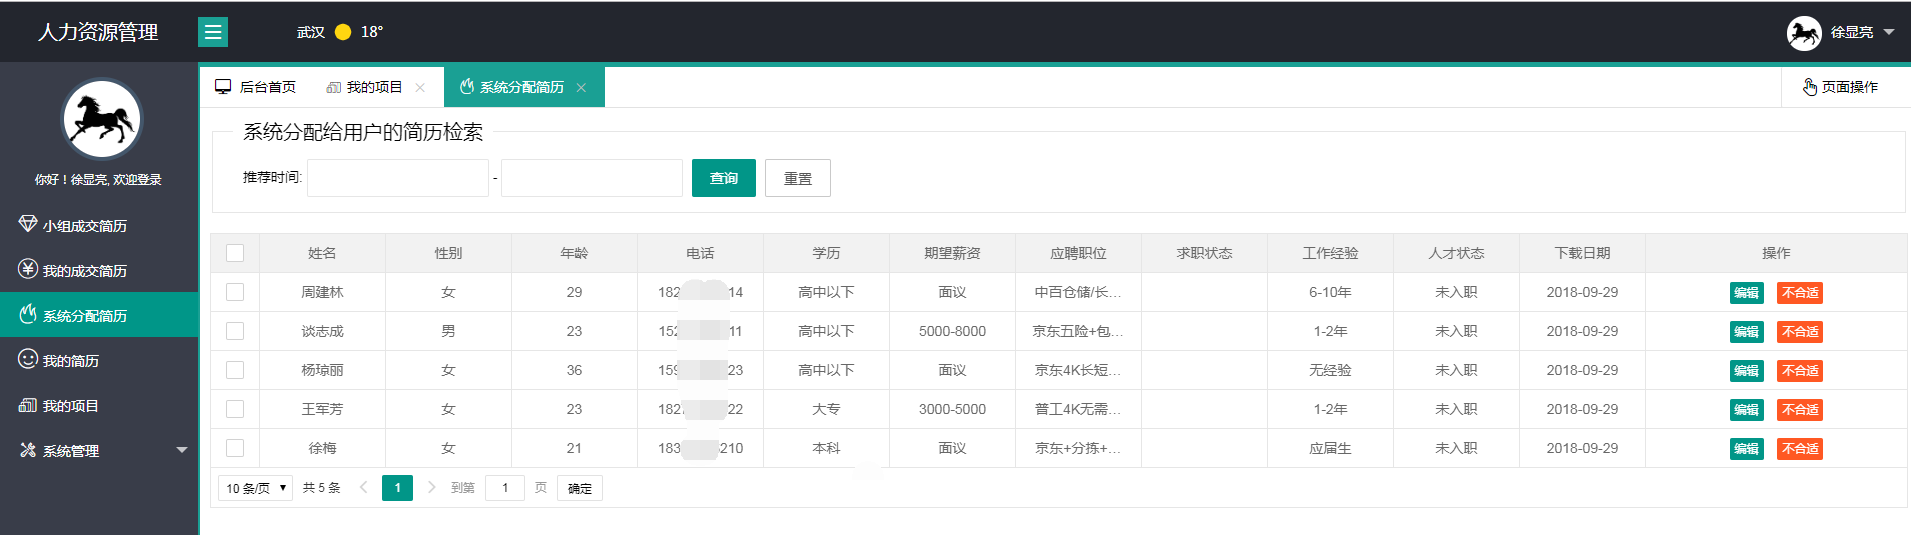 人力资源管理
武汉 18°
徐显亮
后台首页 我的项目 系统分配简历 页面操作
你好！徐显亮, 欢迎登录
小组成交简历
我的成交简历
系统分配简历
我的简历
我的项目
系统管理
系统分配给用户的简历检索
推荐时间: - 查询 重置
姓名 性别 年龄 电话 学历 期望薪资 应聘职位 求职状态 工作经验 人才状态 下载日期 操作
周建林 女 29 182 14 高中以下 面议 中百仓储/长... 6-10年 未入职 2018-09-29 编辑 不合适
谈志成 男 23 152 11 高中以下 5000-8000 京东五险+包... 1-2年 未入职 2018-09-29 编辑 不合适
杨琼丽 女 36 159 23 高中以下 面议 京东4K长短... 无经验 未入职 2018-09-29 编辑 不合适
王军芳 女 23 182 22 大专 3000-5000 普工4K无需... 1-2年 未入职 2018-09-29 编辑 不合适
徐梅 女 21 183 210 本科 面议 京东+分拣+... 应届生 未入职 2018-09-29 编辑 不合适
10 条/页 共 5 条 1 到第 1 页 确定